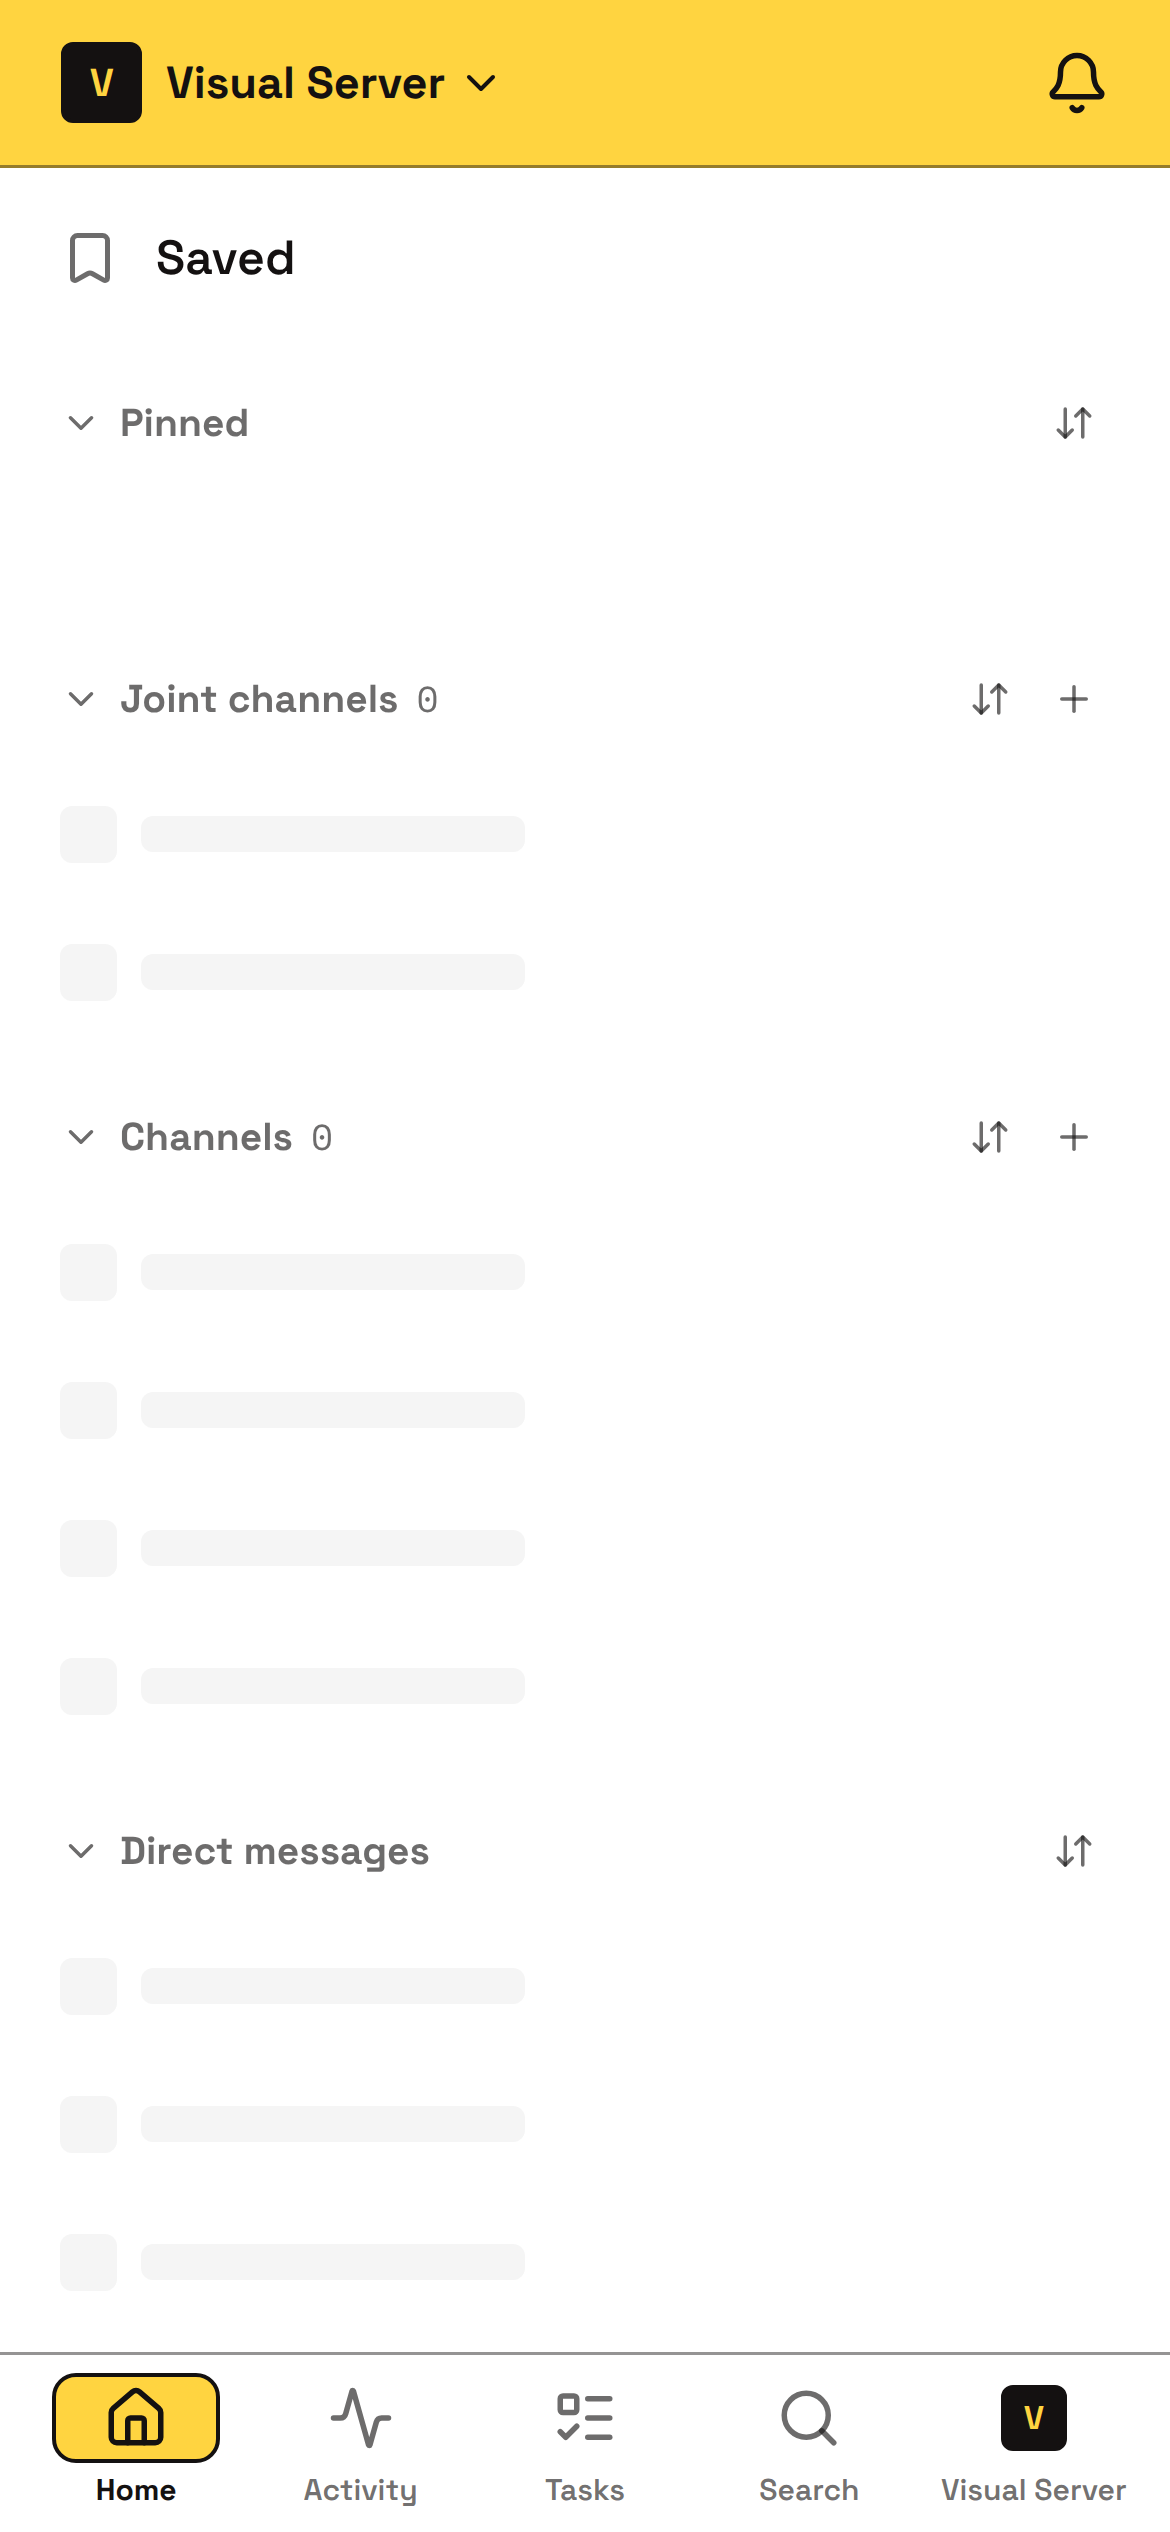 V Visual Server
Saved
Pinned
Joint channels 0
Channels 0
Direct messages
V
Home Activity Tasks Search Visual Server